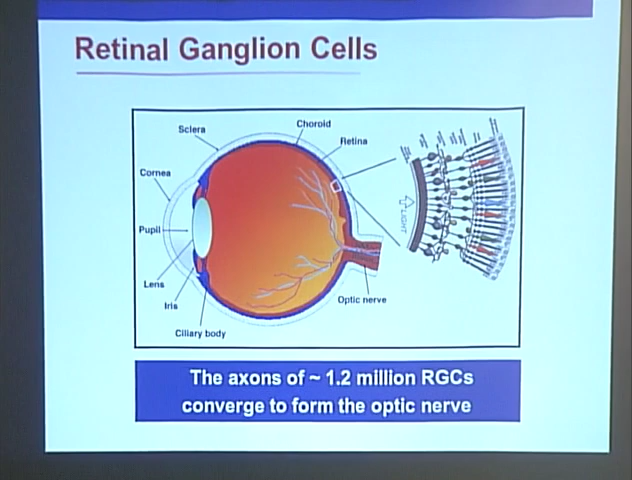 Retinal Ganglion Cells
Sclera
Choroid
Retina
Cornea
Pupil
Lens
Iris
Ciliary body
Optic nerve
LIGHT
The axons of ~ 1.2 million RGCs
converge to form the optic nerve